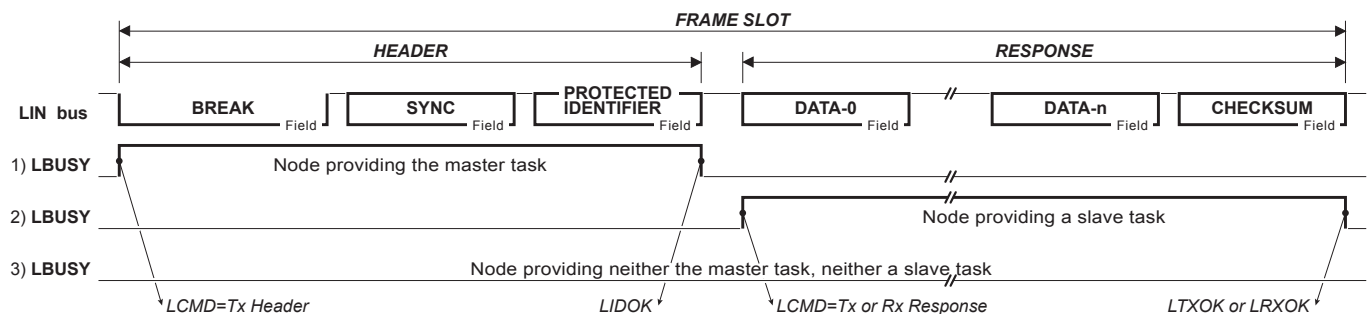 FRAME SLOT
HEADER RESPONSE
LIN bus BREAK Field SYNC Field PROTECTED IDENTIFIER Field DATA-0 Field DATA-n Field CHECKSUM Field
1) LBUSY Node providing the master task
2) LBUSY Node providing a slave task
3) LBUSY Node providing neither the master task, neither a slave task
LCMD=Tx Header LIDOK LCMD=Tx or Rx Response LTXOK or LRXOK